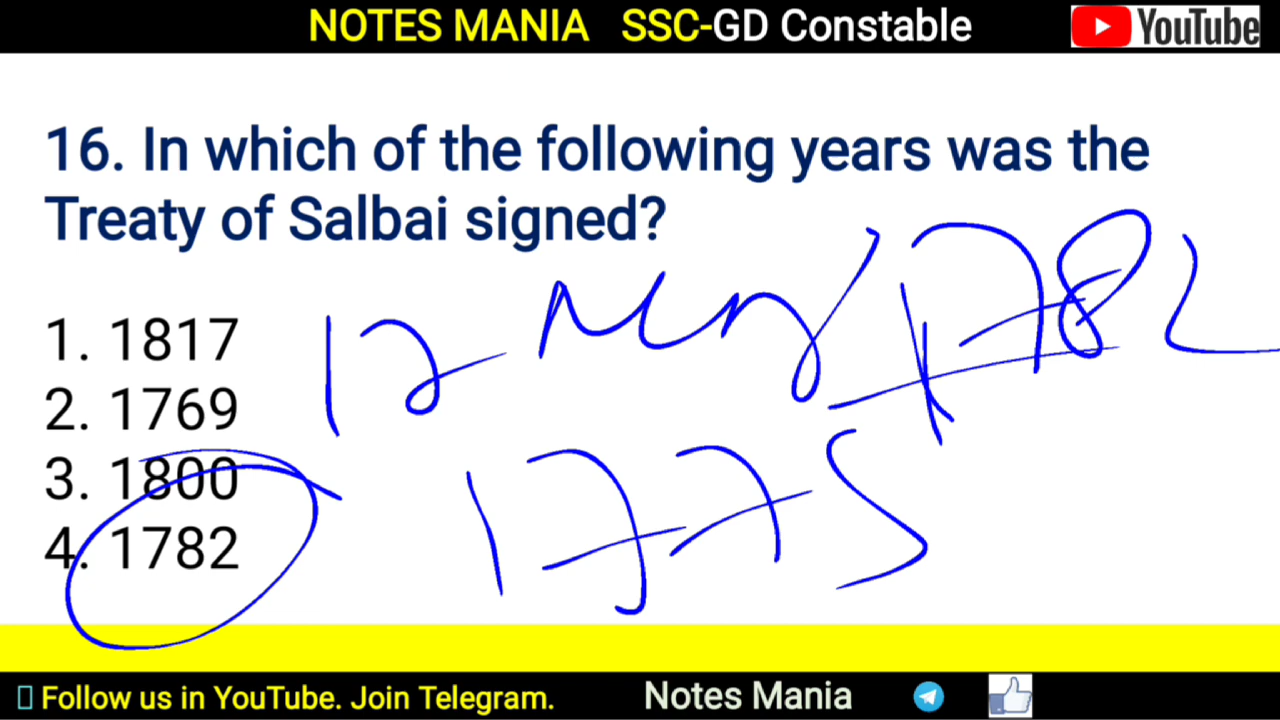 NOTES MANIA SSC-GD Constable YouTube
16. In which of the following years was the
Treaty of Salbai signed?
12 May 1782
1. 1817
2. 1769
3. 1800
1775
4. 1782
Follow us in YouTube. Join Telegram. Notes Mania